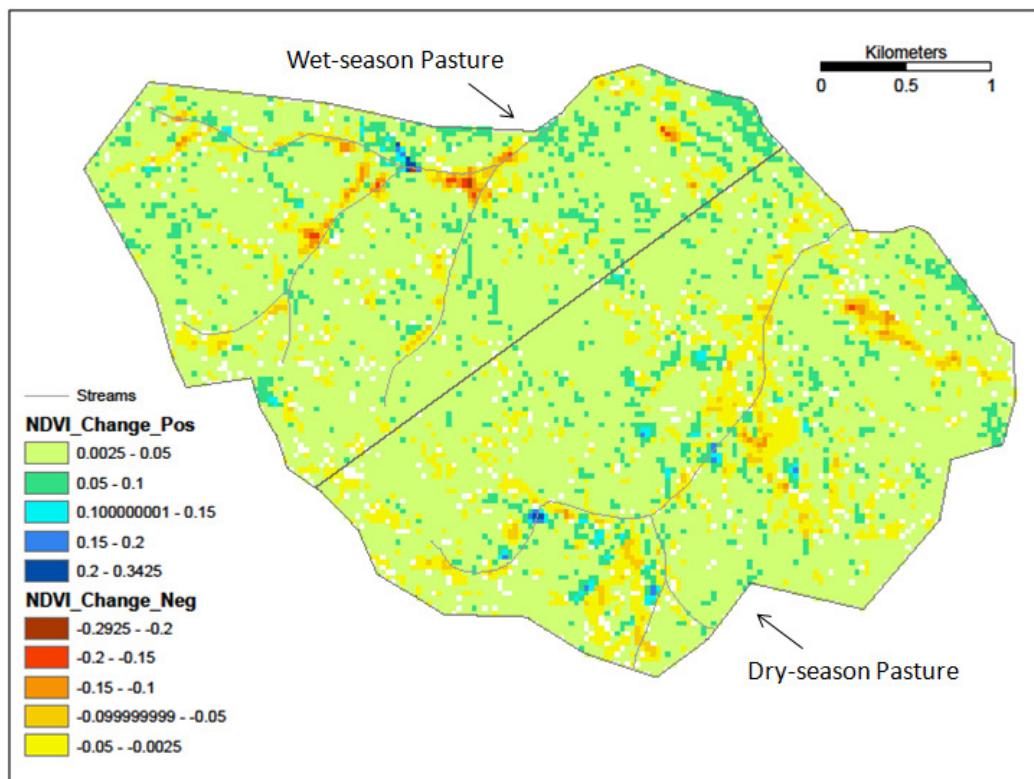 Wet-season Pasture
Kilometers
0 0.5 1
Streams
NDVI_Change_Pos
0.0025 - 0.05
0.05 - 0.1
0.100000001 - 0.15
0.15 - 0.2
0.2 - 0.3425
NDVI_Change_Neg
-0.2925 - -0.2
-0.2 - -0.15
-0.15 - -0.1
-0.099999999 - -0.05
-0.05 - -0.0025
Dry-season Pasture